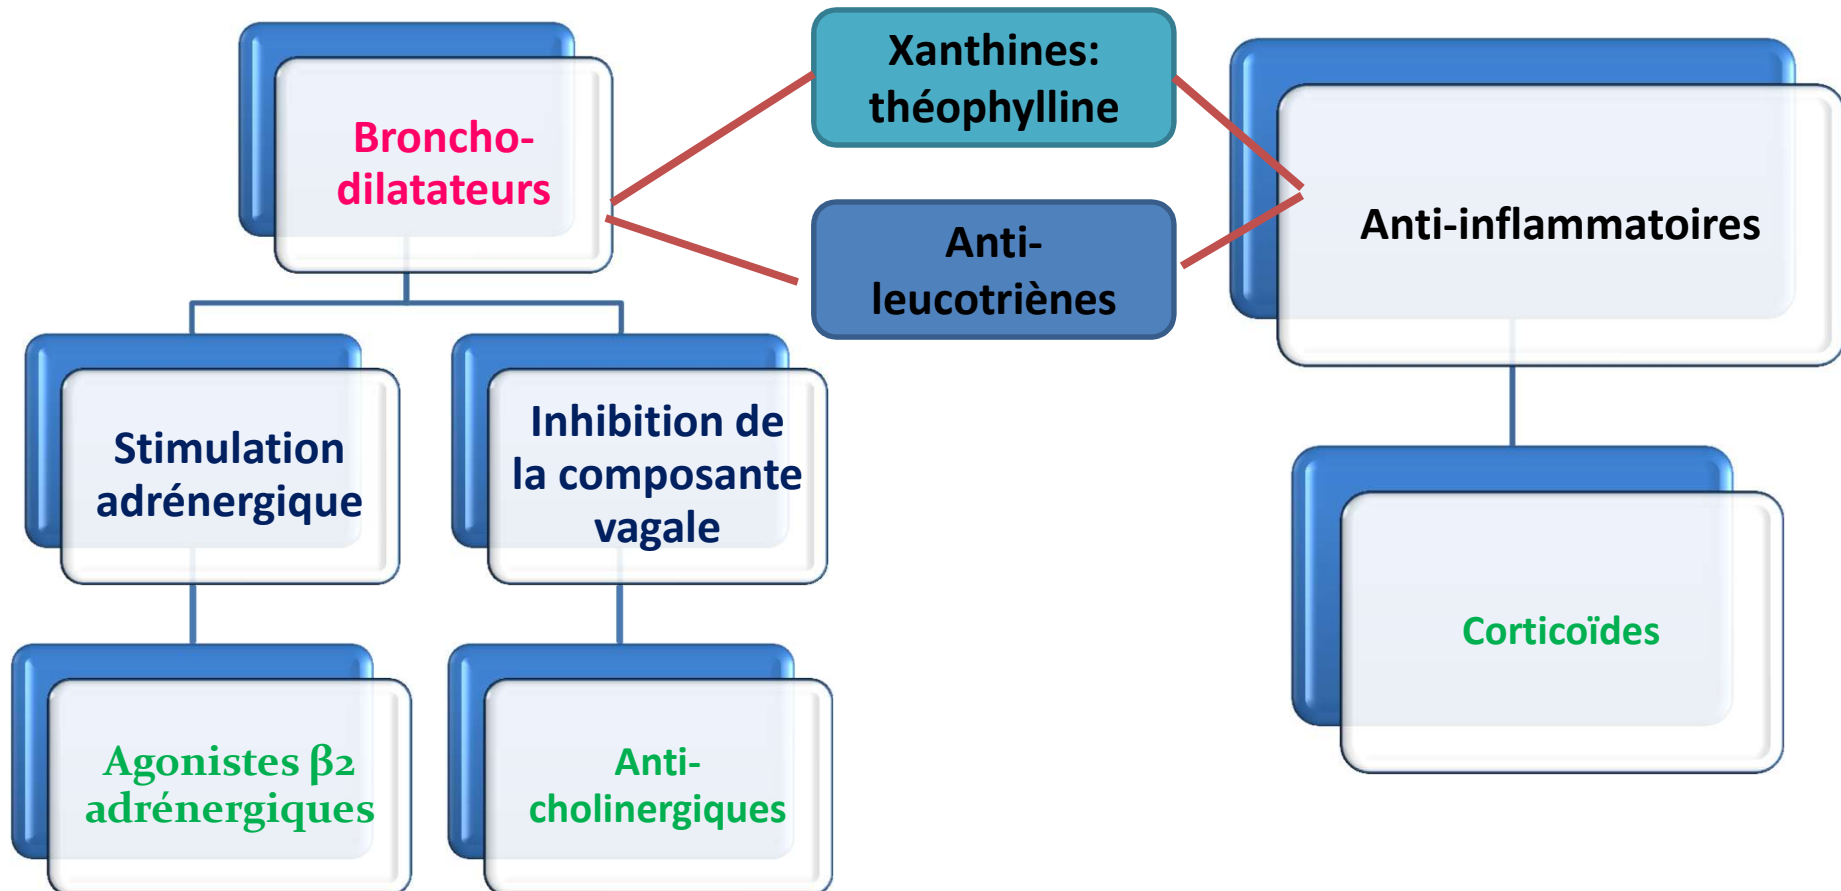 Xanthines:
théophylline
Broncho-
dilatateurs
Anti-
leucotriènes
Anti-inflammatoires
Stimulation
adrénergique
Inhibition de
la composante
vagale
Corticoïdes
Agonistes β2
adrénergiques
Anti-
cholinergiques